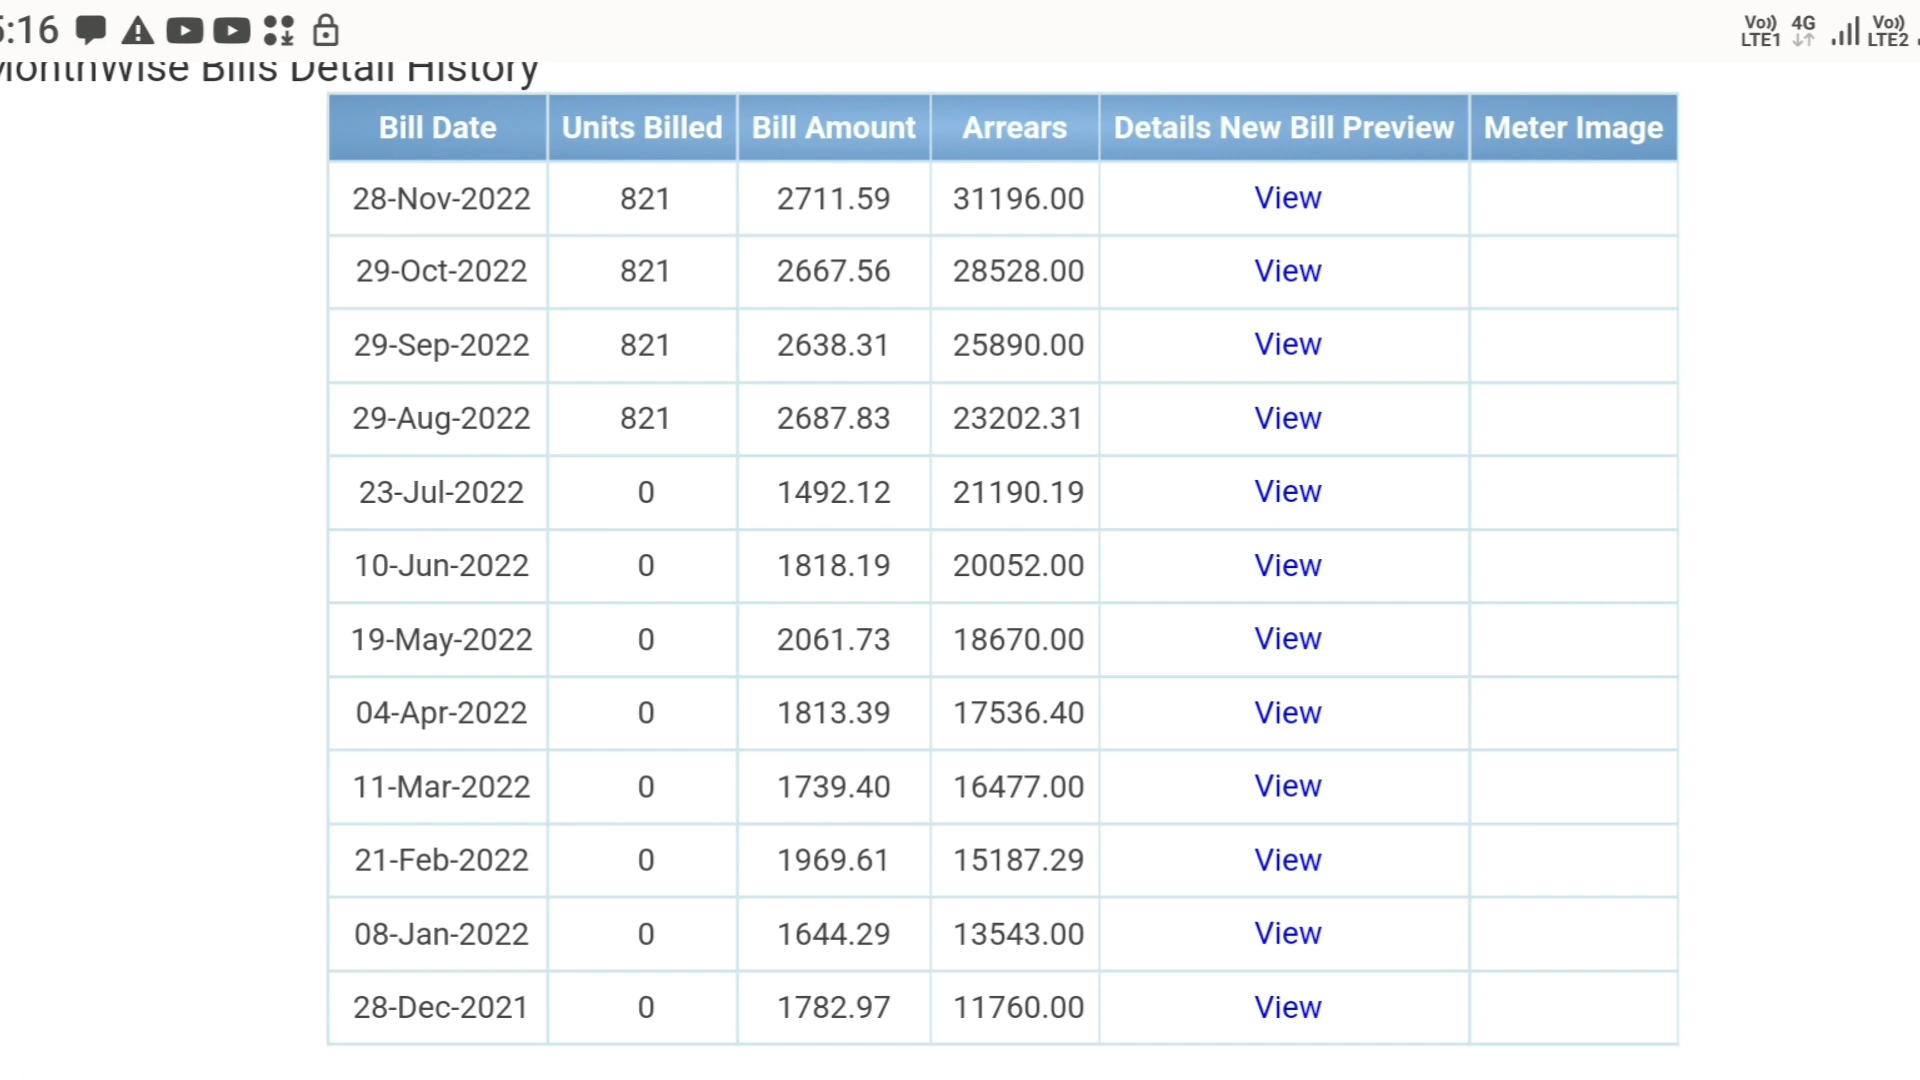 :16
Vo)) 4G Vo))
LTE1 LTE2
MonthWise Bills Detail History
Bill Date Units Billed Bill Amount Arrears Details New Bill Preview Meter Image
28-Nov-2022 821 2711.59 31196.00 View
29-Oct-2022 821 2667.56 28528.00 View
29-Sep-2022 821 2638.31 25890.00 View
29-Aug-2022 821 2687.83 23202.31 View
23-Jul-2022 0 1492.12 21190.19 View
10-Jun-2022 0 1818.19 20052.00 View
19-May-2022 0 2061.73 18670.00 View
04-Apr-2022 0 1813.39 17536.40 View
11-Mar-2022 0 1739.40 16477.00 View
21-Feb-2022 0 1969.61 15187.29 View
08-Jan-2022 0 1644.29 13543.00 View
28-Dec-2021 0 1782.97 11760.00 View